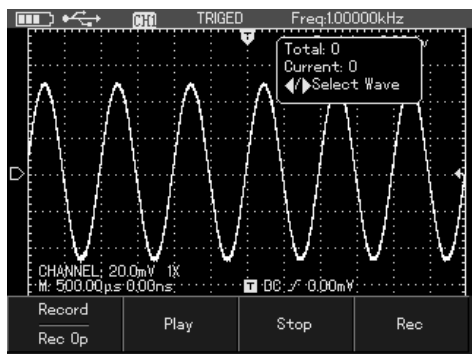 CH1 TRIGED Freq:1.00000kHz
T
Total: 0
Current: 0
Select Wave
CHANNEL; 20.0mV 1X
M: 500.00µs 0.00ns T DC 0.00mV
Record
Rec Op
Play
Stop
Rec